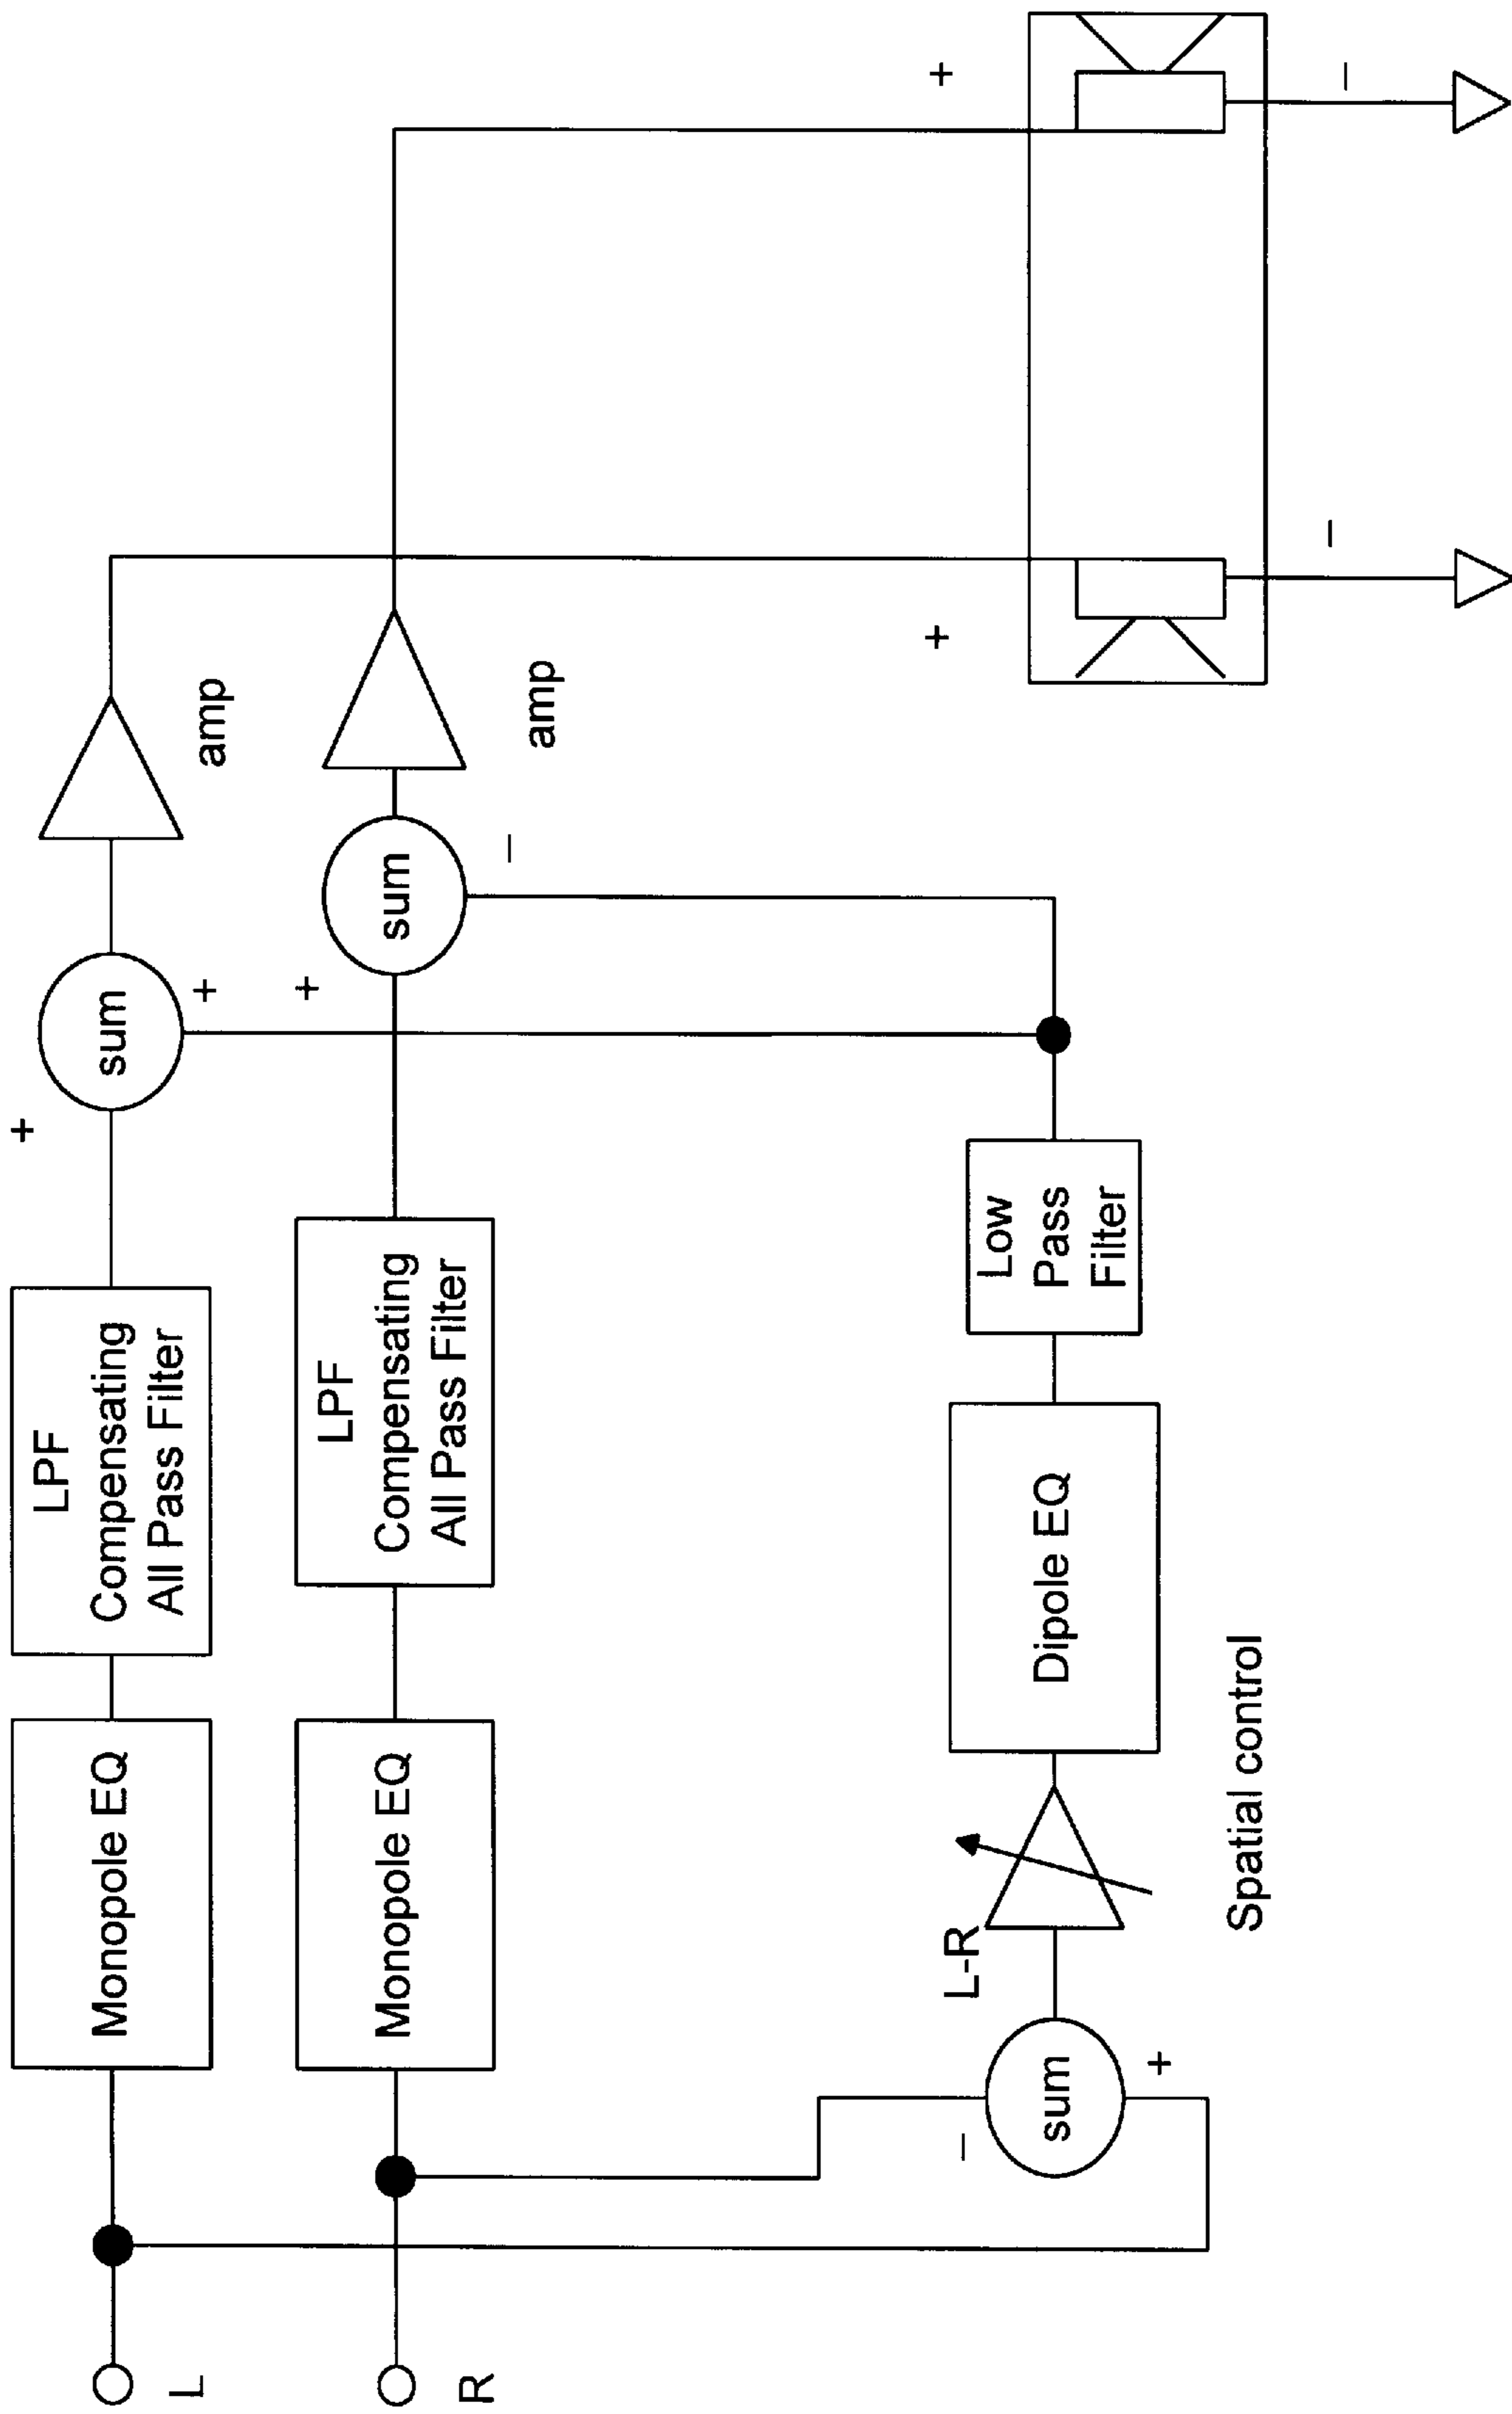 L
Monopole EQ
LPF
Compensating
All Pass Filter
+
sum
+
amp
R
Monopole EQ
LPF
Compensating
All Pass Filter
+
sum
–
amp
–
sum
+
L-R
Spatial control
Dipole EQ
Low
Pass
Filter
+
–
+
–